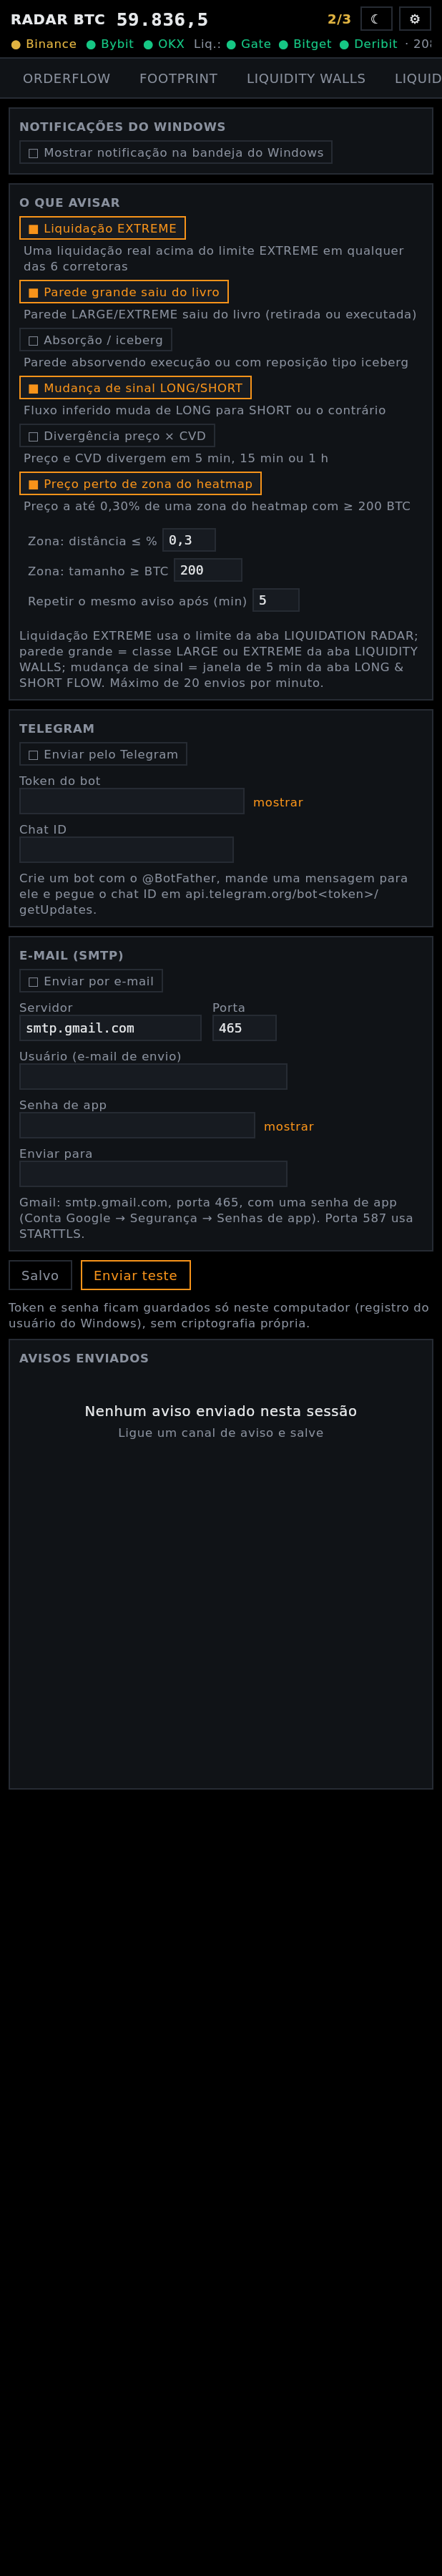 RADAR BTC 59.836,5 2/3 ☾ ⚙
● Binance ● Bybit ● OKX Liq.: ● Gate ● Bitget ● Deribit · 208
ORDERFLOW FOOTPRINT LIQUIDITY WALLS LIQUID
NOTIFICAÇÕES DO WINDOWS
□ Mostrar notificação na bandeja do Windows
O QUE AVISAR
■ Liquidação EXTREME
Uma liquidação real acima do limite EXTREME em qualquer
das 6 corretoras
■ Parede grande saiu do livro
Parede LARGE/EXTREME saiu do livro (retirada ou executada)
□ Absorção / iceberg
Parede absorvendo execução ou com reposição tipo iceberg
■ Mudança de sinal LONG/SHORT
Fluxo inferido muda de LONG para SHORT ou o contrário
□ Divergência preço × CVD
Preço e CVD divergem em 5 min, 15 min ou 1 h
■ Preço perto de zona do heatmap
Preço a até 0,30% de uma zona do heatmap com ≥ 200 BTC
Zona: distância ≤ % 0,3
Zona: tamanho ≥ BTC 200
Repetir o mesmo aviso após (min) 5
Liquidação EXTREME usa o limite da aba LIQUIDATION RADAR;
parede grande = classe LARGE ou EXTREME da aba LIQUIDITY
WALLS; mudança de sinal = janela de 5 min da aba LONG &
SHORT FLOW. Máximo de 20 envios por minuto.
TELEGRAM
□ Enviar pelo Telegram
Token do bot
mostrar
Chat ID
Crie um bot com o @BotFather, mande uma mensagem para
ele e pegue o chat ID em api.telegram.org/bot<token>/
getUpdates.
E-MAIL (SMTP)
□ Enviar por e-mail
Servidor Porta
smtp.gmail.com 465
Usuário (e-mail de envio)
Senha de app
mostrar
Enviar para
Gmail: smtp.gmail.com, porta 465, com uma senha de app
(Conta Google → Segurança → Senhas de app). Porta 587 usa
STARTTLS.
Salvo Enviar teste
Token e senha ficam guardados só neste computador (registro do
usuário do Windows), sem criptografia própria.
AVISOS ENVIADOS
Nenhum aviso enviado nesta sessão
Ligue um canal de aviso e salve